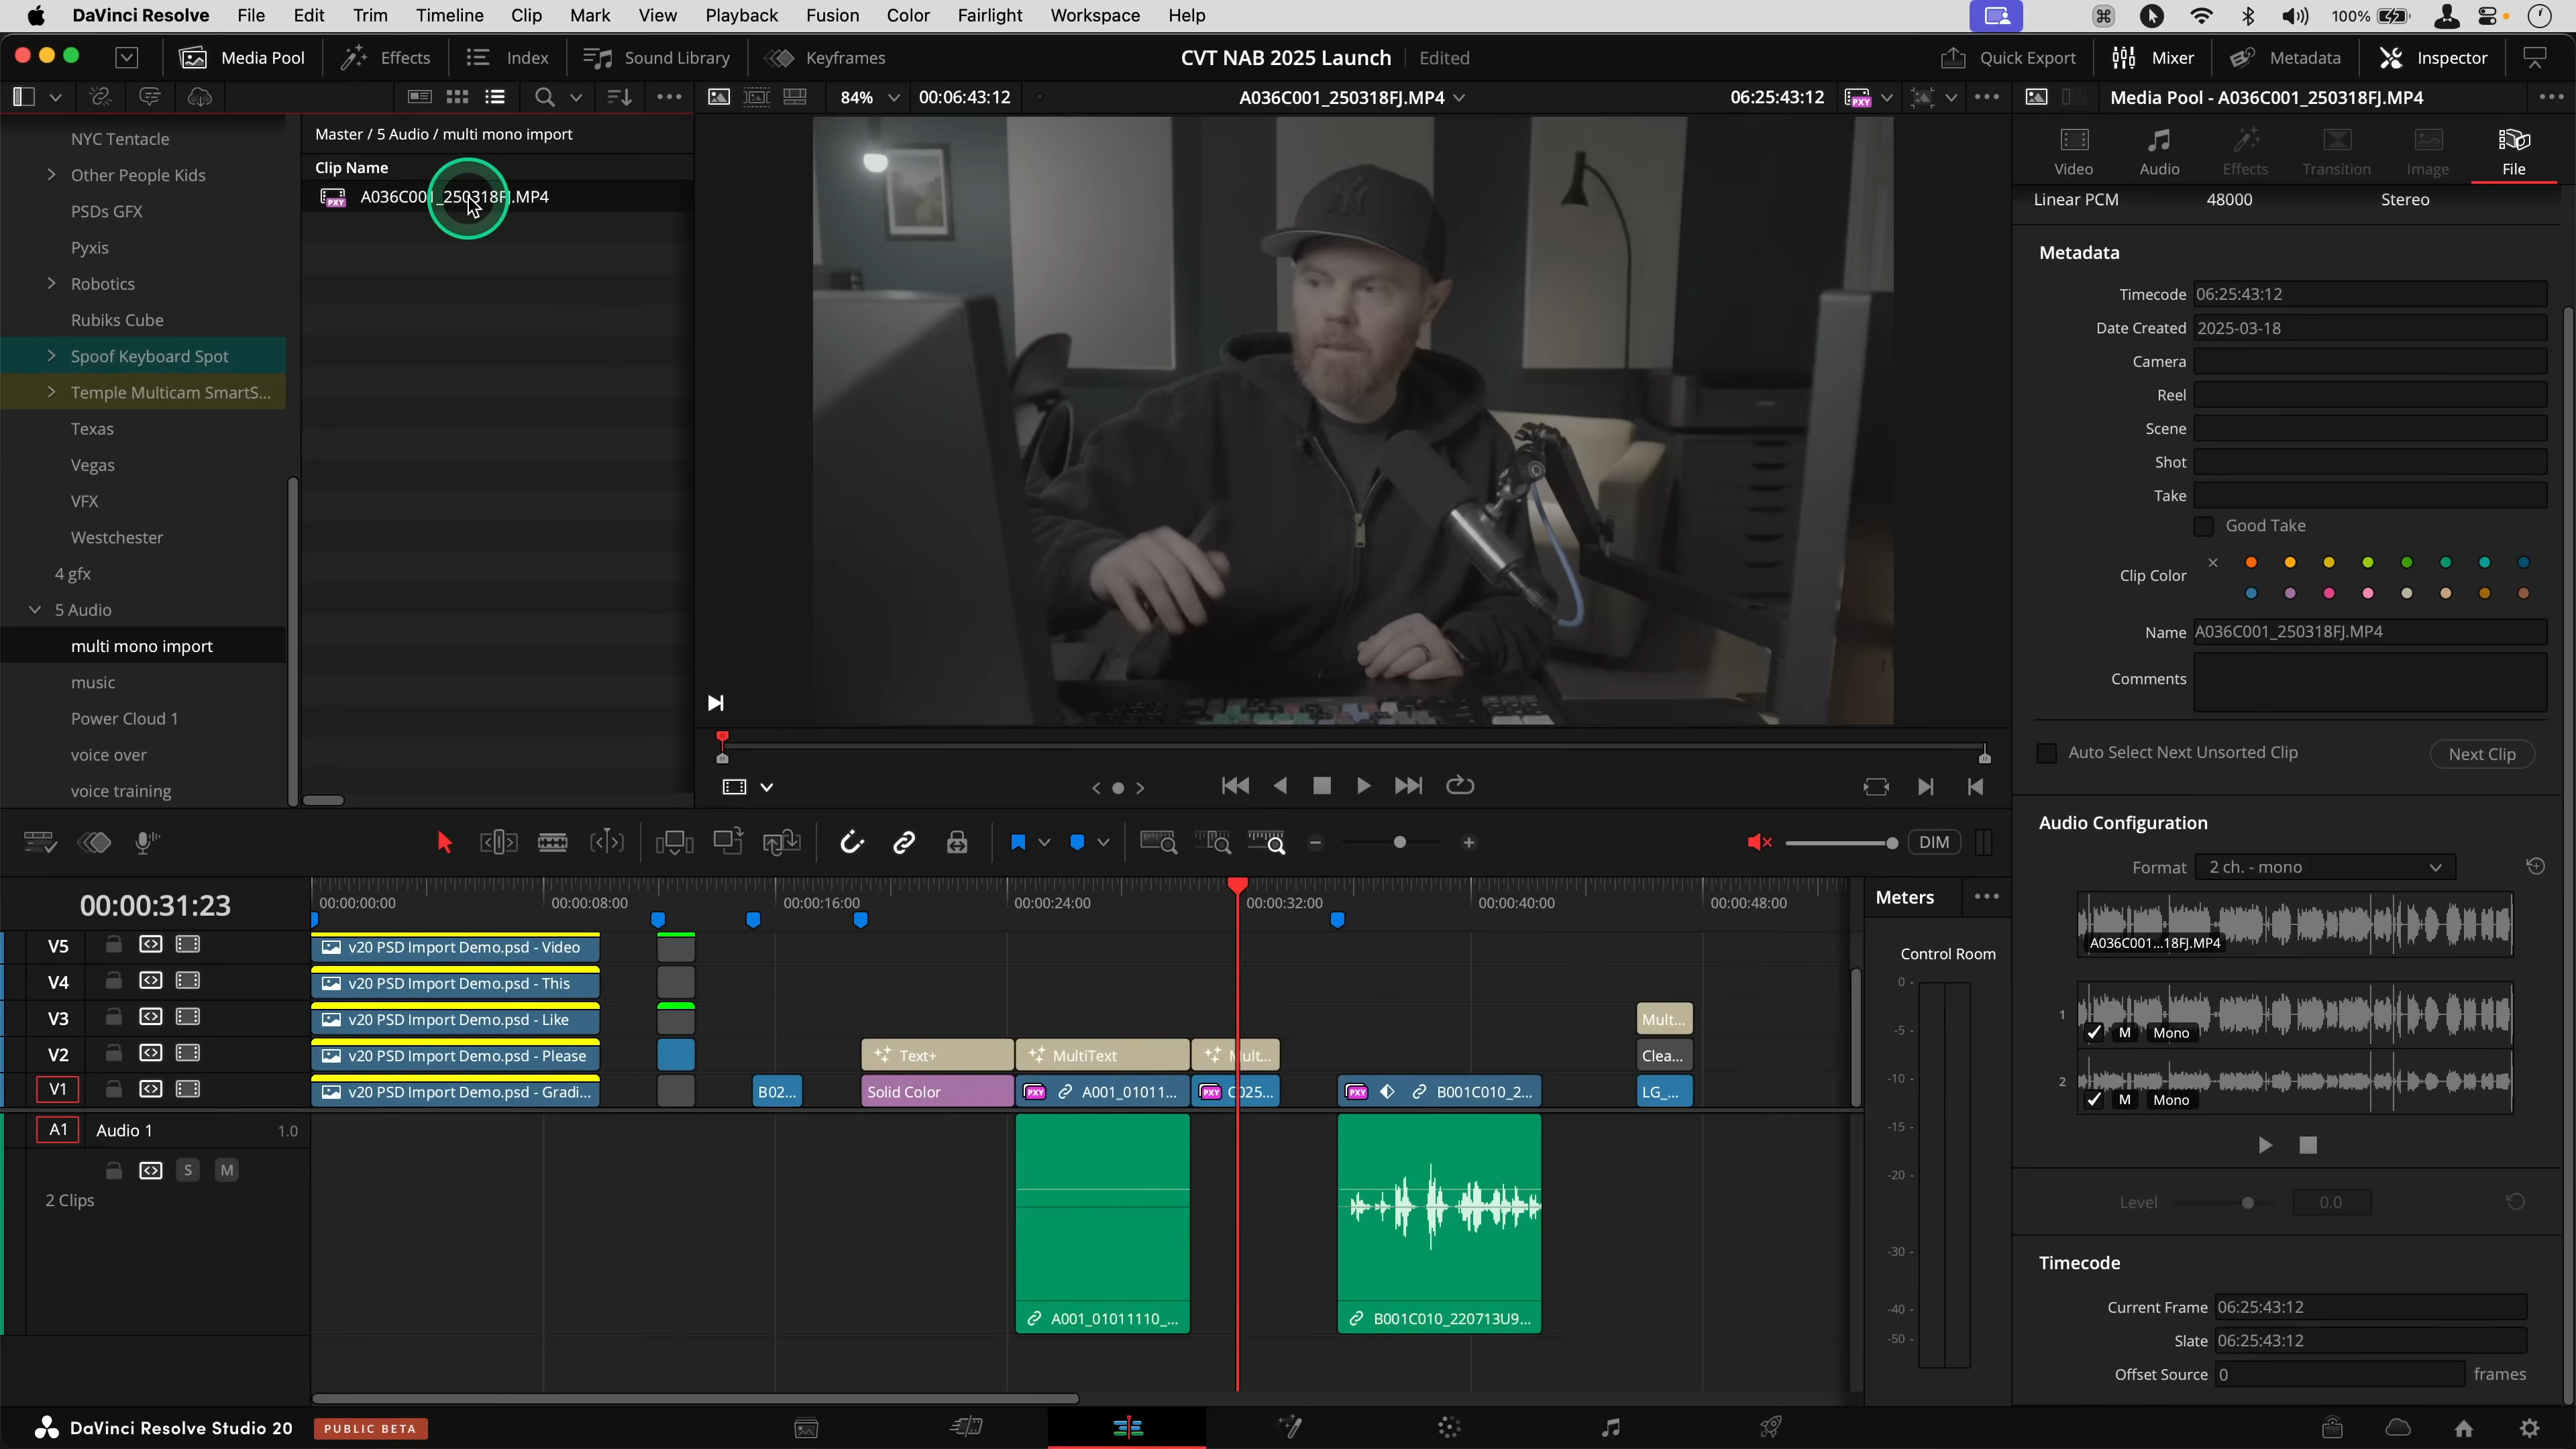 DaVinci Resolve File Edit Trim Timeline Clip Mark View Playback Fusion Color Fairlight Workspace Help 100%
Media Pool Effects Index Sound Library Keyframes CVT NAB 2025 Launch Edited Quick Export Mixer Metadata Inspector
84% 00:06:43:12 A036C001_250318FJ.MP4 06:25:43:12 PXY Media Pool - A036C001_250318FJ.MP4
Master / 5 Audio / multi mono import
Clip Name
PXY A036C001_250318FJ.MP4
NYC Tentacle
Other People Kids
PSDs GFX
Pyxis
Robotics
Rubiks Cube
Spoof Keyboard Spot
Temple Multicam SmartS...
Texas
Vegas
VFX
Westchester
4 gfx
5 Audio
multi mono import
music
Power Cloud 1
voice over
voice training
Video Audio Effects Transition Image File
Linear PCM 48000 Stereo
Metadata
Timecode 06:25:43:12
Date Created 2025-03-18
Camera
Reel
Scene
Shot
Take
Good Take
Clip Color
Name A036C001_250318FJ.MP4
Comments
Auto Select Next Unsorted Clip Next Clip
Audio Configuration
Format 2 ch. - mono
A036C001...18FJ.MP4
1 M Mono
2 M Mono
Level 0.0
Timecode
Current Frame 06:25:43:12
Slate 06:25:43:12
Offset Source 0 frames
DIM
00:00:31:23
00:00:00:00 00:00:08:00 00:00:16:00 00:00:24:00 00:00:32:00 00:00:40:00 00:00:48:00
V5 v20 PSD Import Demo.psd - Video
V4 v20 PSD Import Demo.psd - This
V3 v20 PSD Import Demo.psd - Like Mult...
V2 v20 PSD Import Demo.psd - Please Text+ MultiText Mult... Clea...
V1 v20 PSD Import Demo.psd - Gradi... B02... Solid Color PXY A001_01011... PXY C025... PXY B001C010_2... LG_...
A1 Audio 1 1.0
S M
2 Clips
A001_01011110_... B001C010_220713U9...
Meters
Control Room
0
-5
-10
-15
-20
-30
-40
-50
DaVinci Resolve Studio 20 PUBLIC BETA